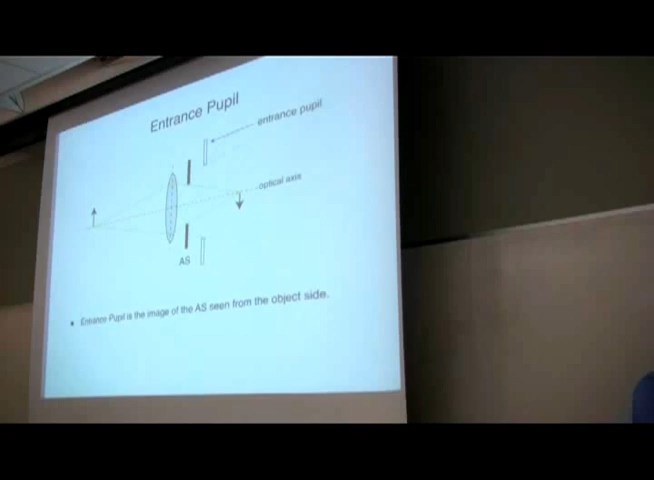 Entrance Pupil
entrance pupil
optical axis
AS
• Entrance Pupil is the image of the AS seen from the object side.